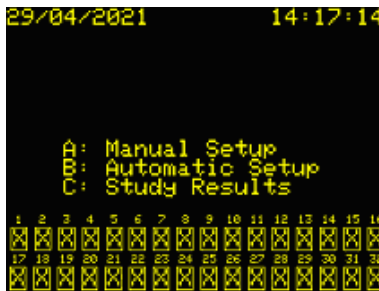 29/04/2021 14:17:14
A: Manual Setup
B: Automatic Setup
C: Study Results
1 2 3 4 5 6 7 8 9 10 11 12 13 14 15
17 18 19 20 21 22 23 24 25 26 27 28 29 30 31